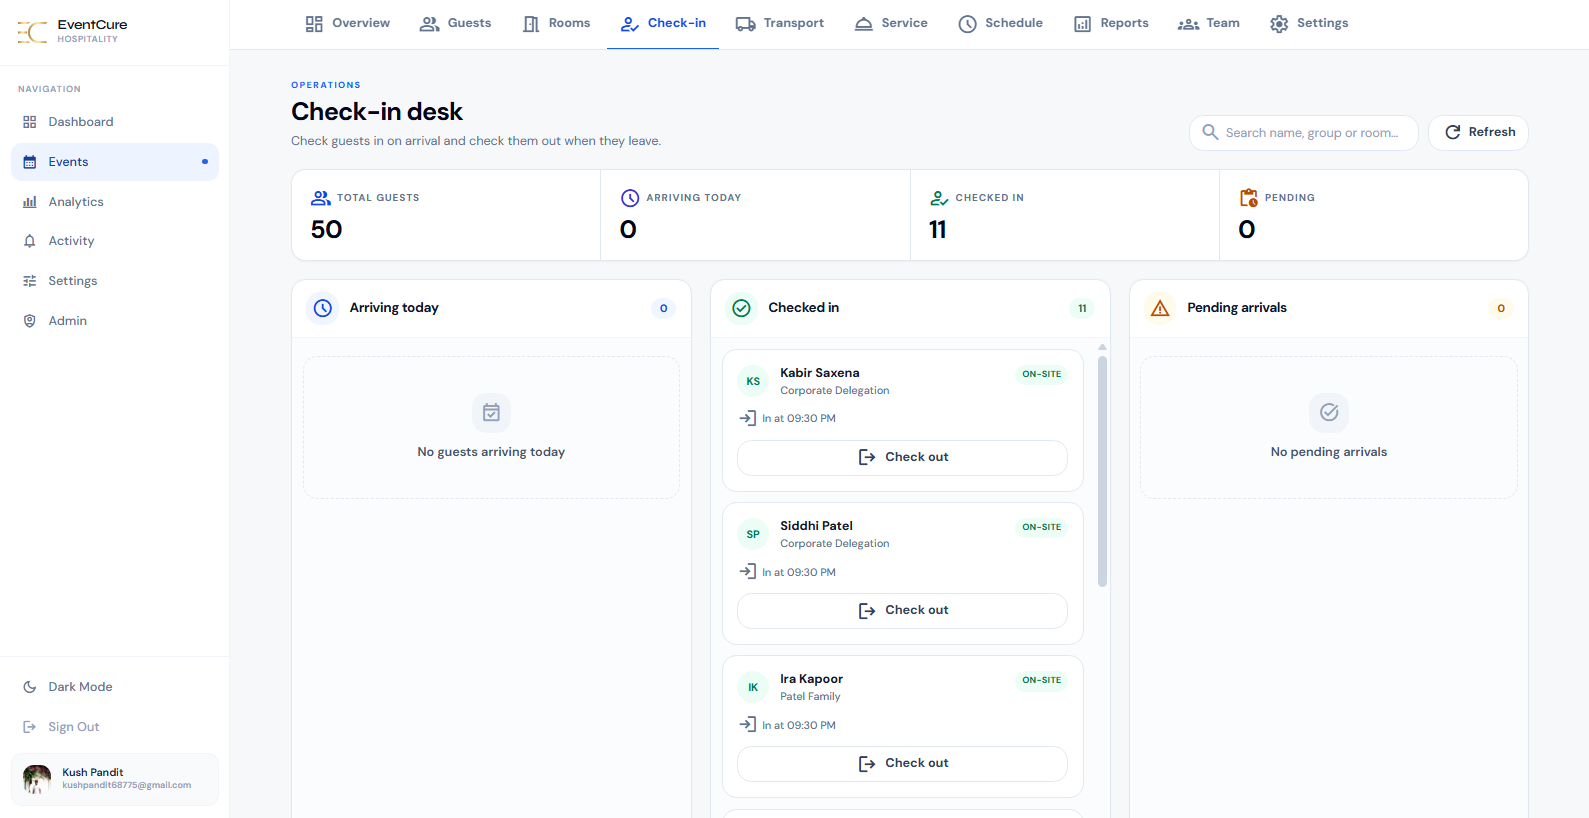 EventCure
HOSPITALITY
Overview
Guests
Rooms
Check-in
Transport
Service
Schedule
Reports
Team
Settings
NAVIGATION
Dashboard
Events
Analytics
Activity
Settings
Admin
Dark Mode
Sign Out
Kush Pandit
kushpandit68775@gmail.com
OPERATIONS
Check-in desk
Check guests in on arrival and check them out when they leave.
Search name, group or room...
Refresh
TOTAL GUESTS
50
ARRIVING TODAY
0
CHECKED IN
11
PENDING
0
Arriving today
0
No guests arriving today
Checked in
11
KS
Kabir Saxena
Corporate Delegation
ON-SITE
In at 09:30 PM
Check out
SP
Siddhi Patel
Corporate Delegation
ON-SITE
In at 09:30 PM
Check out
IK
Ira Kapoor
Patel Family
ON-SITE
In at 09:30 PM
Check out
Pending arrivals
0
No pending arrivals